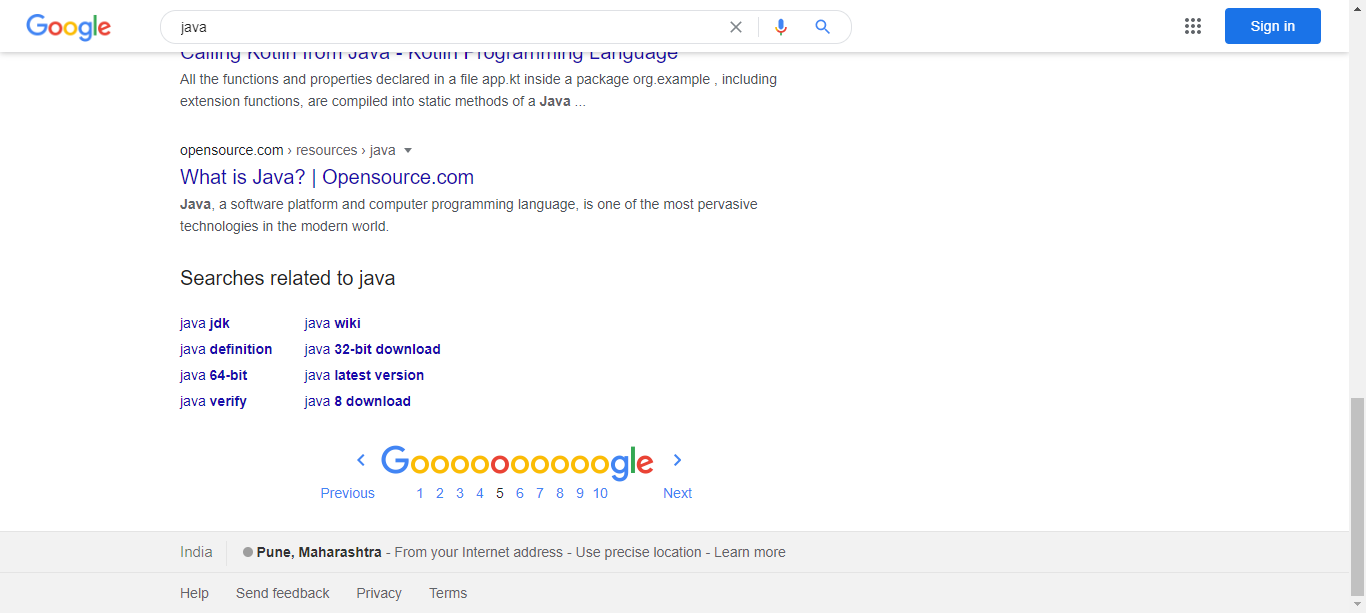 Google
java
Sign in
Calling Kotlin from Java - Kotlin Programming Language
All the functions and properties declared in a file app.kt inside a package org.example , including
extension functions, are compiled into static methods of a Java ...
opensource.com › resources › java
What is Java? | Opensource.com
Java, a software platform and computer programming language, is one of the most pervasive
technologies in the modern world.
Searches related to java
java jdk java wiki
java definition java 32-bit download
java 64-bit java latest version
java verify java 8 download
Goooooooooogle
Previous 1 2 3 4 5 6 7 8 9 10 Next
India Pune, Maharashtra - From your Internet address - Use precise location - Learn more
Help Send feedback Privacy Terms